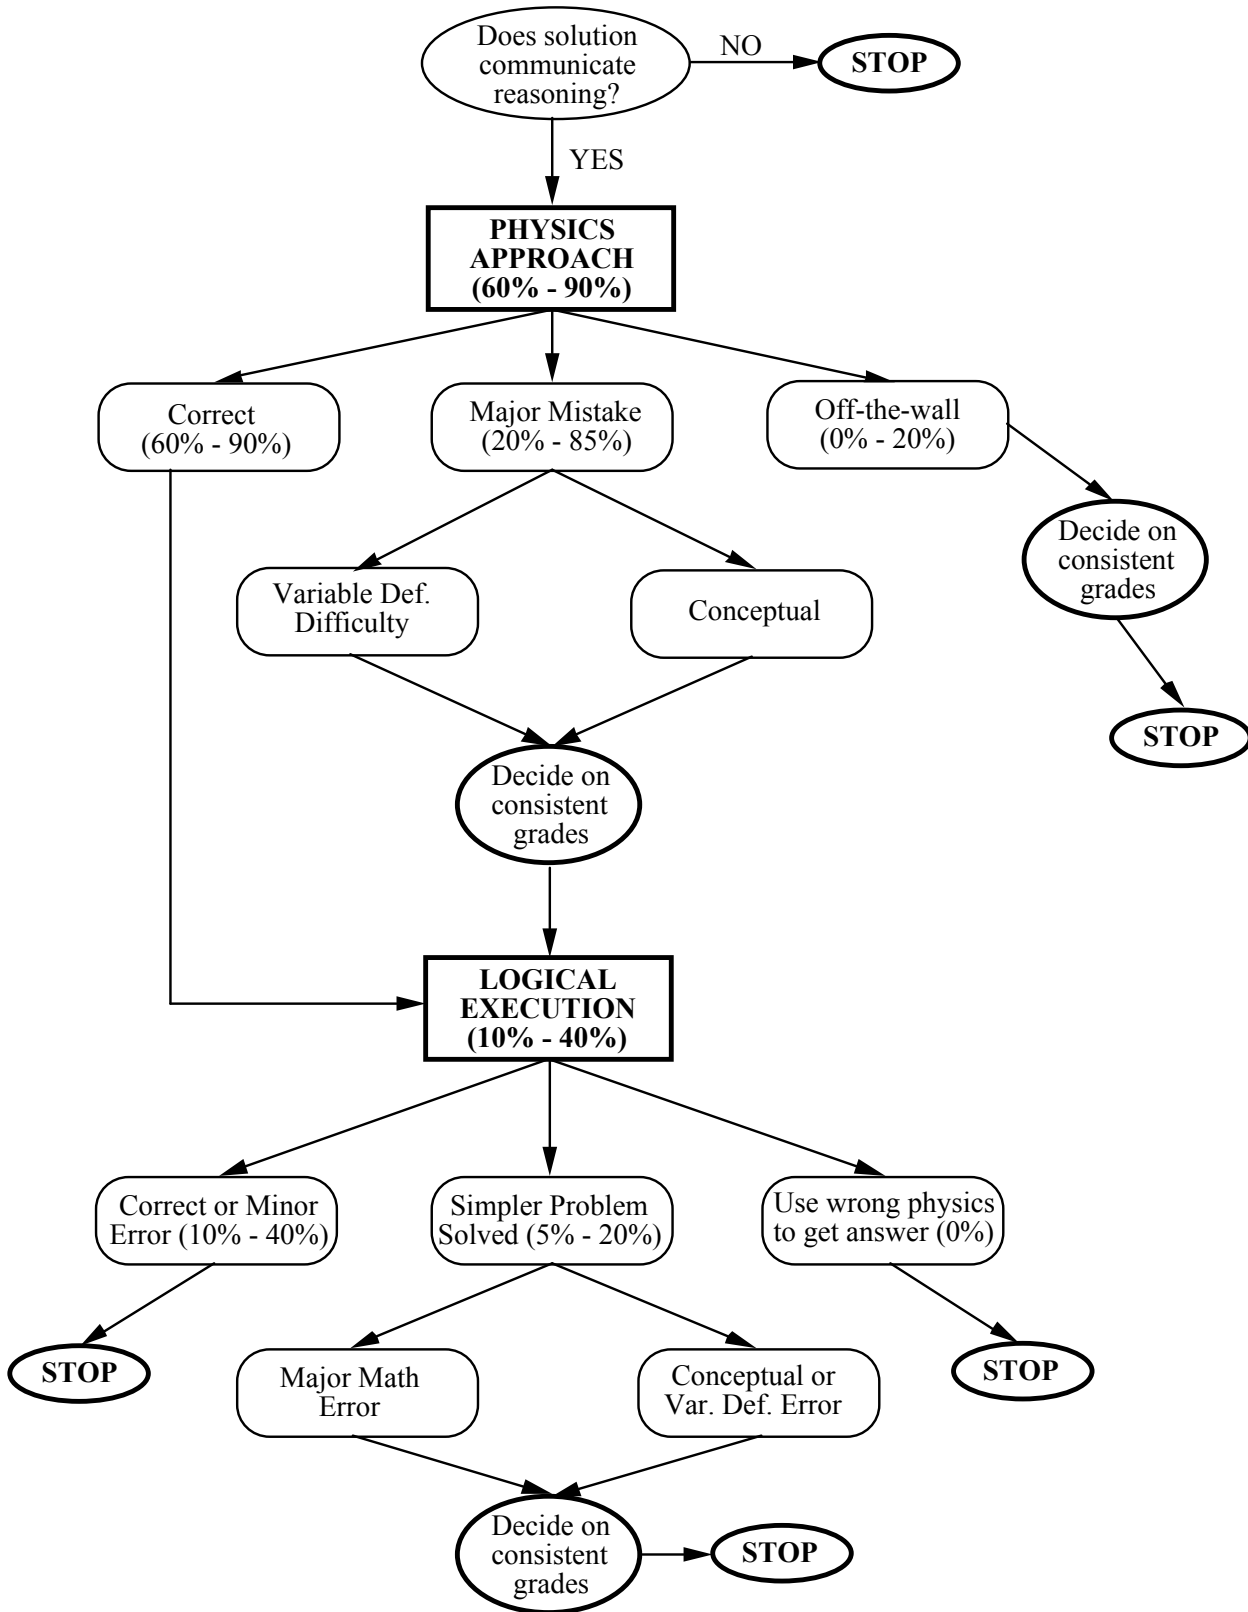 Does solution
communicate
reasoning?
NO
STOP
YES
PHYSICS
APPROACH
(60% - 90%)
Correct
(60% - 90%)
Major Mistake
(20% - 85%)
Off-the-wall
(0% - 20%)
Decide on
consistent
grades
Variable Def.
Difficulty
Conceptual
STOP
Decide on
consistent
grades
LOGICAL
EXECUTION
(10% - 40%)
Correct or Minor
Error (10% - 40%)
Simpler Problem
Solved (5% - 20%)
Use wrong physics
to get answer (0%)
STOP
Major Math
Error
Conceptual or
Var. Def. Error
STOP
Decide on
consistent
grades
STOP